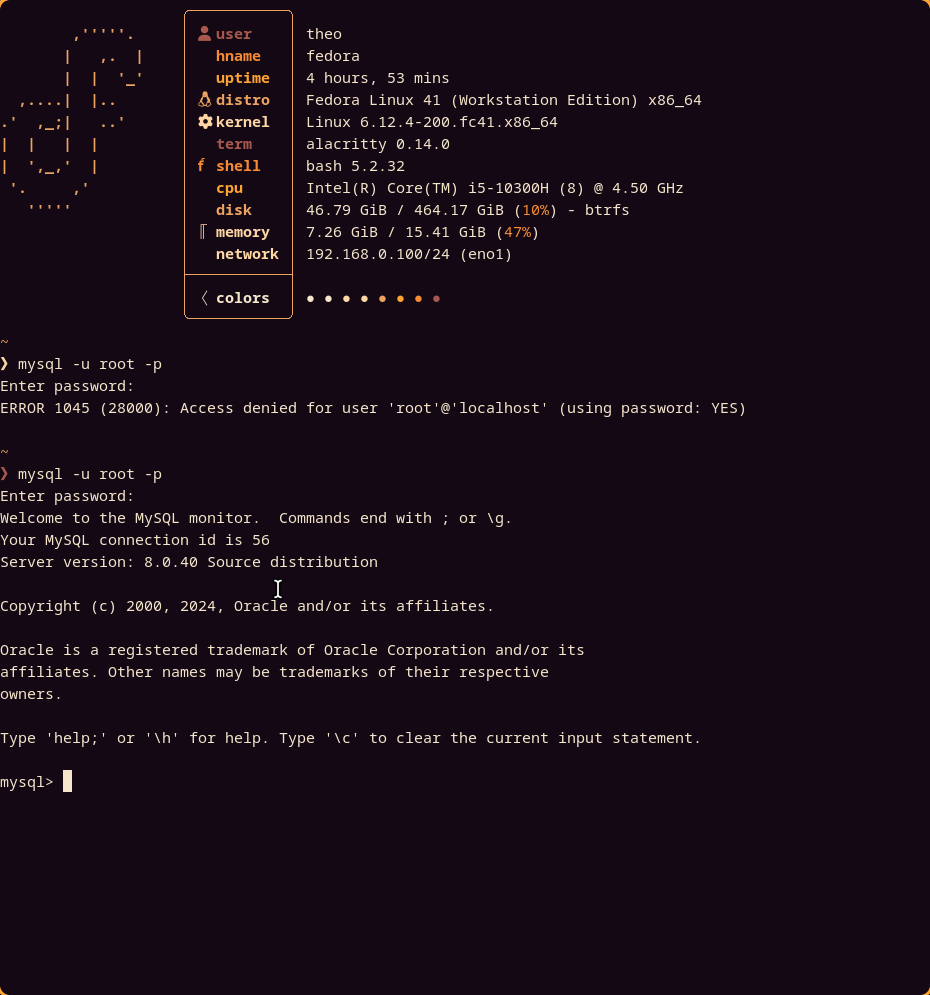 user theo
hname fedora
uptime 4 hours, 53 mins
distro Fedora Linux 41 (Workstation Edition) x86_64
kernel Linux 6.12.4-200.fc41.x86_64
term alacritty 0.14.0
shell bash 5.2.32
cpu Intel(R) Core(TM) i5-10300H (8) @ 4.50 GHz
disk 46.79 GiB / 464.17 GiB (10%) - btrfs
memory 7.26 GiB / 15.41 GiB (47%)
network 192.168.0.100/24 (eno1)
colors ● ● ● ● ● ● ● ●
~
❯ mysql -u root -p
Enter password:
ERROR 1045 (28000): Access denied for user 'root'@'localhost' (using password: YES)
~
❯ mysql -u root -p
Enter password:
Welcome to the MySQL monitor.  Commands end with ; or \g.
Your MySQL connection id is 56
Server version: 8.0.40 Source distribution
Copyright (c) 2000, 2024, Oracle and/or its affiliates.
Oracle is a registered trademark of Oracle Corporation and/or its
affiliates. Other names may be trademarks of their respective
owners.
Type 'help;' or '\h' for help. Type '\c' to clear the current input statement.
mysql>